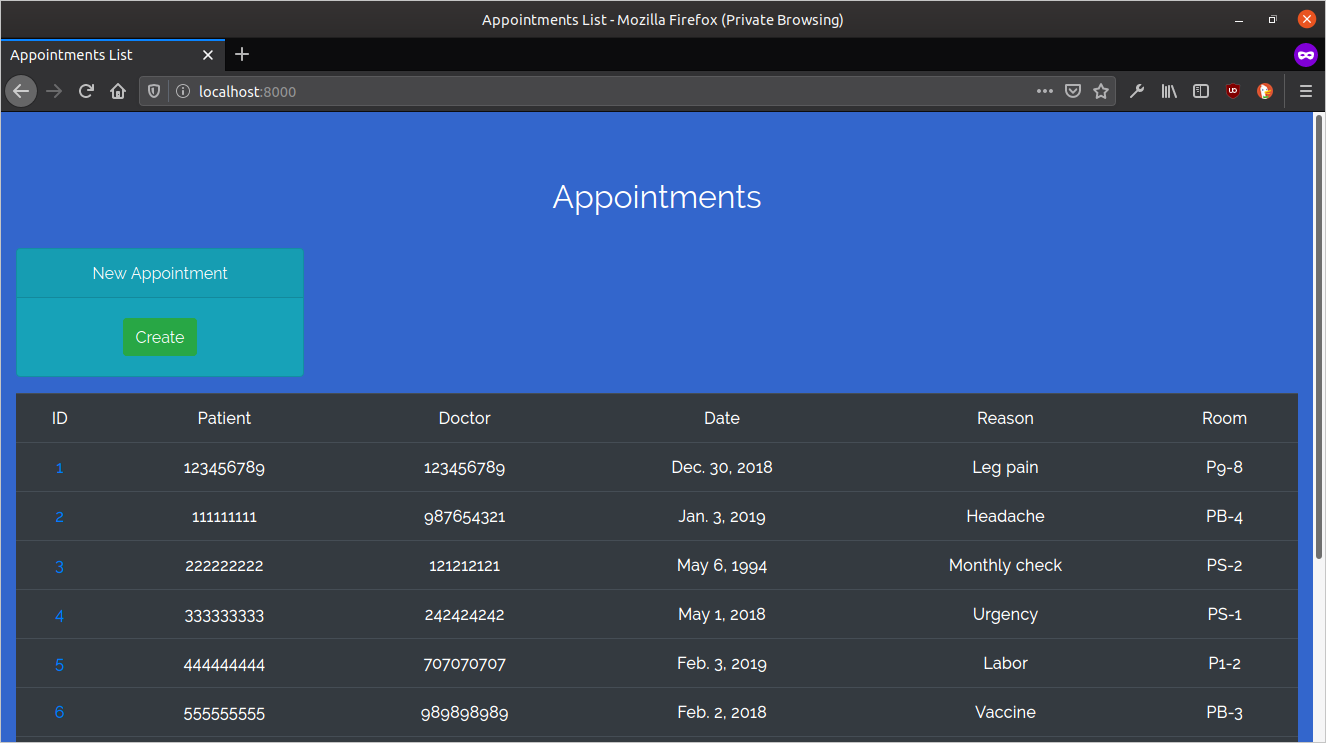 Appointments List - Mozilla Firefox (Private Browsing)
Appointments List
localhost:8000
Appointments
New Appointment
Create
ID Patient Doctor Date Reason Room
1 123456789 123456789 Dec. 30, 2018 Leg pain P9-8
2 111111111 987654321 Jan. 3, 2019 Headache PB-4
3 222222222 121212121 May 6, 1994 Monthly check PS-2
4 333333333 242424242 May 1, 2018 Urgency PS-1
5 444444444 707070707 Feb. 3, 2019 Labor P1-2
6 555555555 989898989 Feb. 2, 2018 Vaccine PB-3